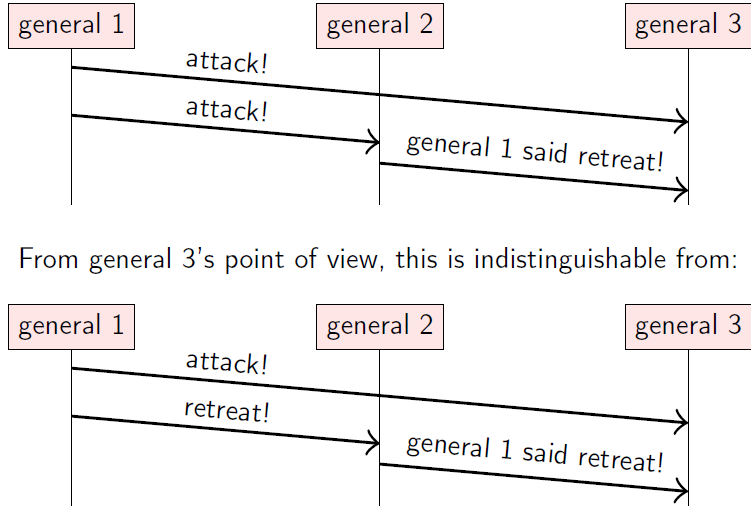 general 1
general 2
general 3
attack!
attack!
general 1 said retreat!
From general 3's point of view, this is indistinguishable from:
general 1
general 2
general 3
attack!
retreat!
general 1 said retreat!